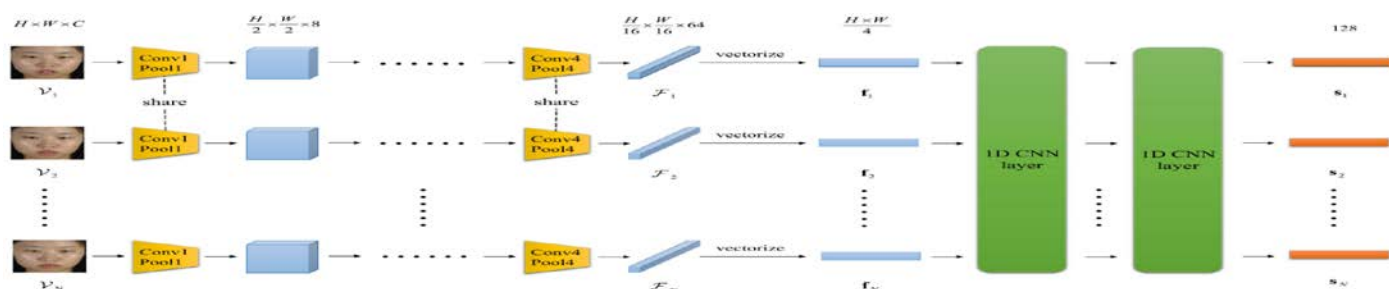 H × W × C
H/2 × W/2 × 8
H/16 × W/16 × 64
H × W/4
128
Conv1
Pool1
Conv4
Pool4
vectorize
1D CNN
layer
1D CNN
layer
𝒱₁
share
share
ℱ₁
f₁
s₁
Conv1
Pool1
Conv4
Pool4
vectorize
𝒱₂
ℱ₂
f₂
s₂
Conv1
Pool1
Conv4
Pool4
vectorize
𝒱_N
f_N
s_N